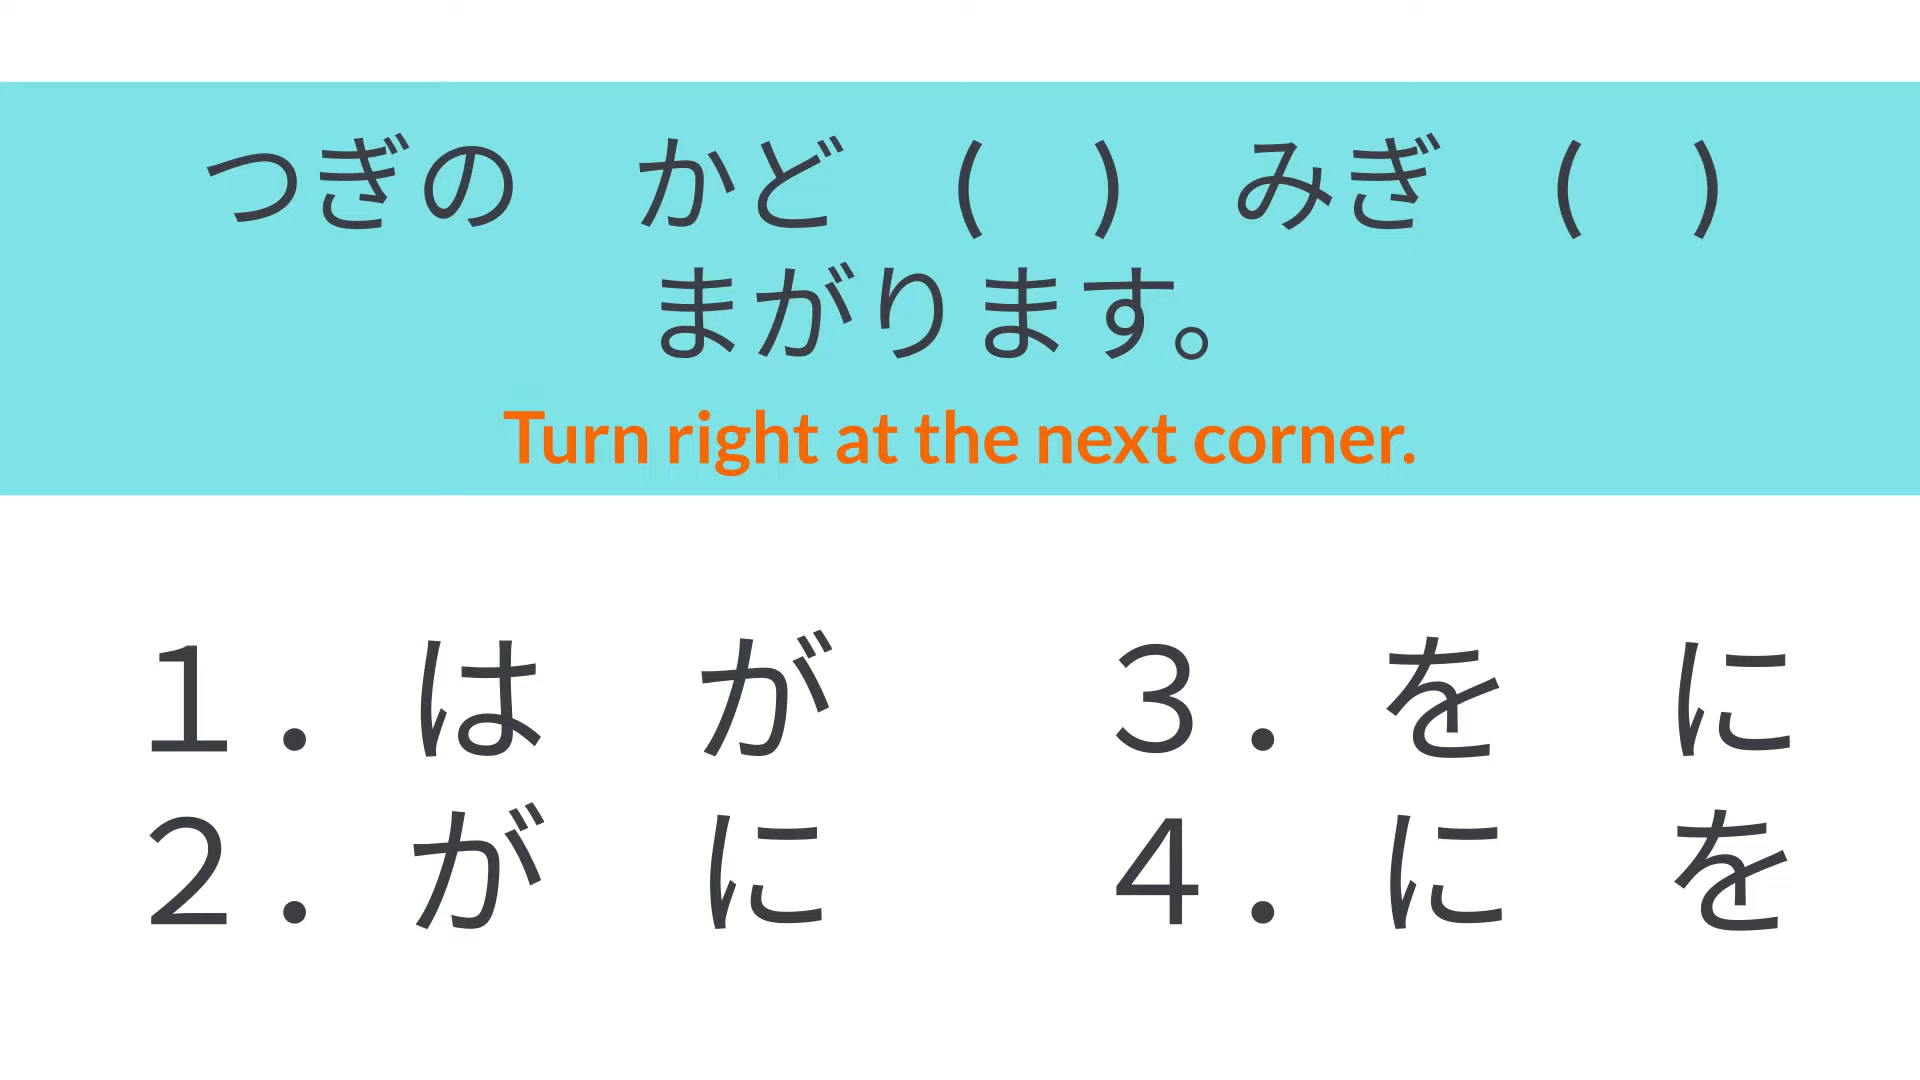 つぎの　かど　(　)　みぎ　(　)
まがります。
Turn right at the next corner.
１．は　が
２．が　に
３．を　に
４．に　を